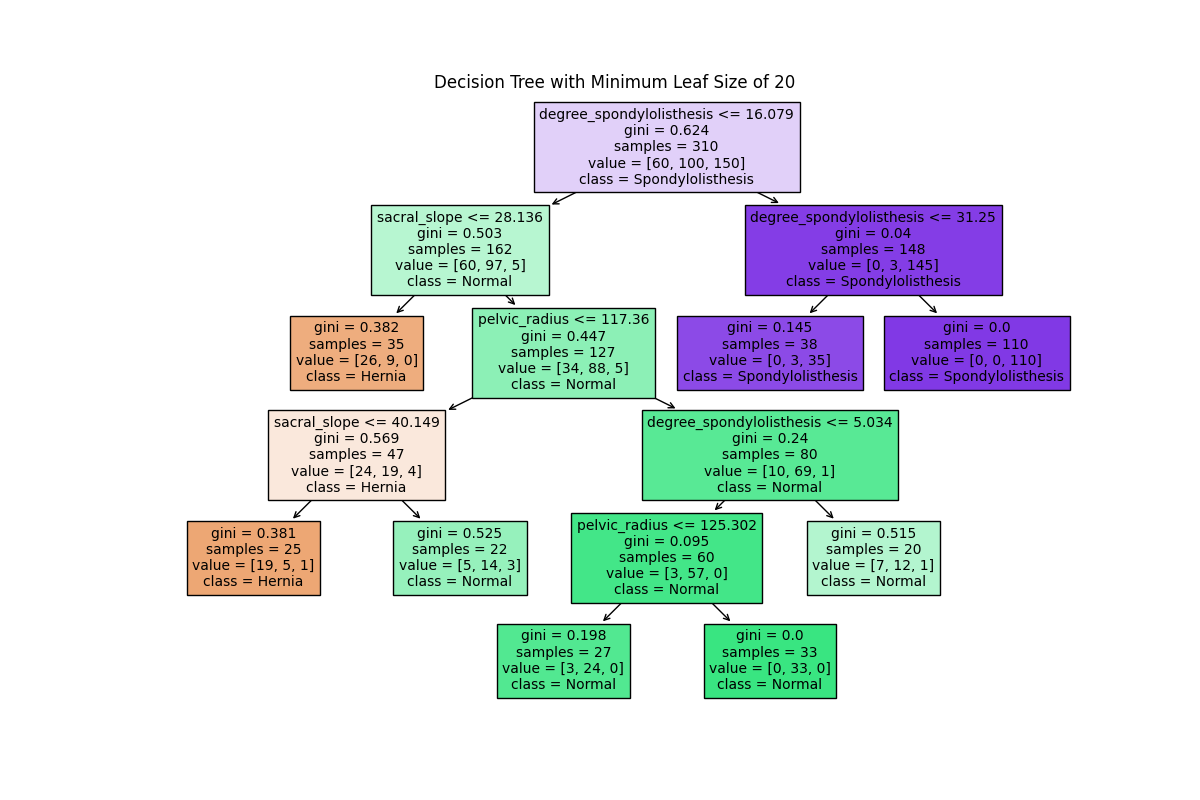 Decision Tree with Minimum Leaf Size of 20
degree_spondylolisthesis <= 16.079
gini = 0.624
samples = 310
value = [60, 100, 150]
class = Spondylolisthesis
sacral_slope <= 28.136
gini = 0.503
samples = 162
value = [60, 97, 5]
class = Normal
degree_spondylolisthesis <= 31.25
gini = 0.04
samples = 148
value = [0, 3, 145]
class = Spondylolisthesis
gini = 0.382
samples = 35
value = [26, 9, 0]
class = Hernia
pelvic_radius <= 117.36
gini = 0.447
samples = 127
value = [34, 88, 5]
class = Normal
gini = 0.145
samples = 38
value = [0, 3, 35]
class = Spondylolisthesis
gini = 0.0
samples = 110
value = [0, 0, 110]
class = Spondylolisthesis
sacral_slope <= 40.149
gini = 0.569
samples = 47
value = [24, 19, 4]
class = Hernia
degree_spondylolisthesis <= 5.034
gini = 0.24
samples = 80
value = [10, 69, 1]
class = Normal
gini = 0.381
samples = 25
value = [19, 5, 1]
class = Hernia
gini = 0.525
samples = 22
value = [5, 14, 3]
class = Normal
pelvic_radius <= 125.302
gini = 0.095
samples = 60
value = [3, 57, 0]
class = Normal
gini = 0.515
samples = 20
value = [7, 12, 1]
class = Normal
gini = 0.198
samples = 27
value = [3, 24, 0]
class = Normal
gini = 0.0
samples = 33
value = [0, 33, 0]
class = Normal